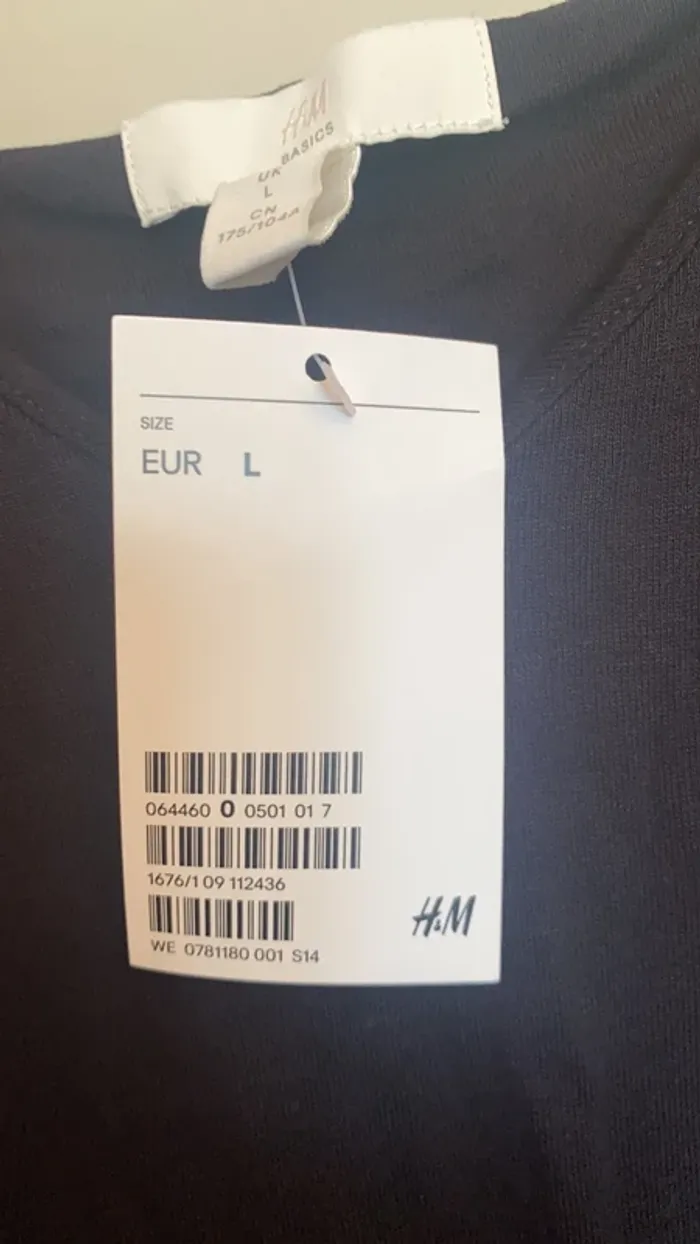 H&M
BASICS
UK
L
CN
175/104A
SIZE
EUR L
064460 0 0501 01 7
1676/1 09 112436
WE 0781180 001 S14
H&M